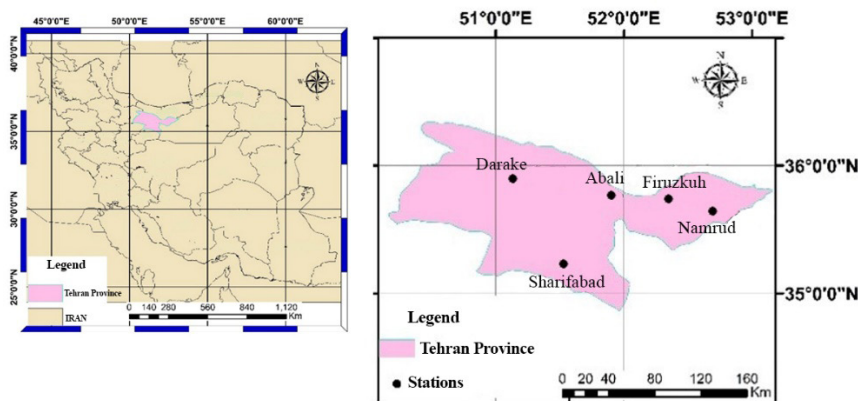 45°0'0"E 50°0'0"E 55°0'0"E 60°0'0"E
40°0'0"N
35°0'0"N
30°0'0"N
25°0'0"N
N
W E
S
Legend
Tehran Province
IRAN
0 140 280 560 840 1,120
Km
51°0'0"E 52°0'0"E 53°0'0"E
N
W E
S
36°0'0"N
35°0'0"N
Darake
Abali
Firuzkuh
Namrud
Sharifabad
Legend
Tehran Province
Stations
0 20 40 80 120 160
Km